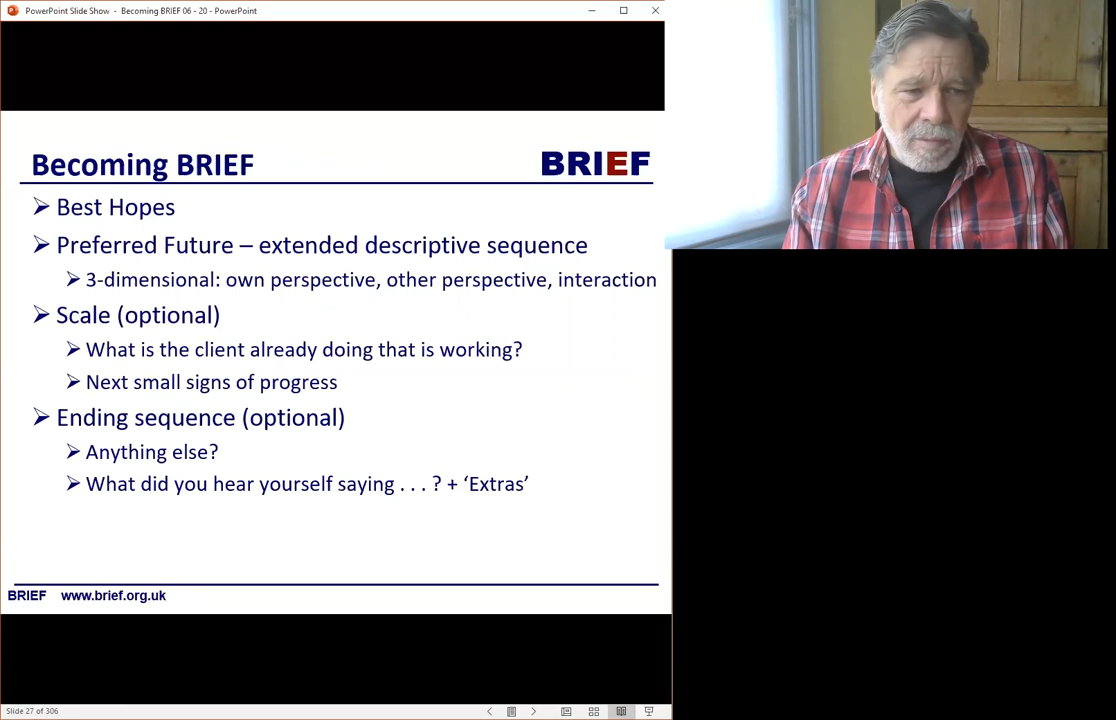 PowerPoint Slide Show - Becoming BRIEF 06 - 20 - PowerPoint
Becoming BRIEF
BRIEF
Best Hopes
Preferred Future – extended descriptive sequence
3-dimensional: own perspective, other perspective, interaction
Scale (optional)
What is the client already doing that is working?
Next small signs of progress
Ending sequence (optional)
Anything else?
What did you hear yourself saying . . . ? + ‘Extras’
BRIEF www.brief.org.uk
Slide 27 of 306